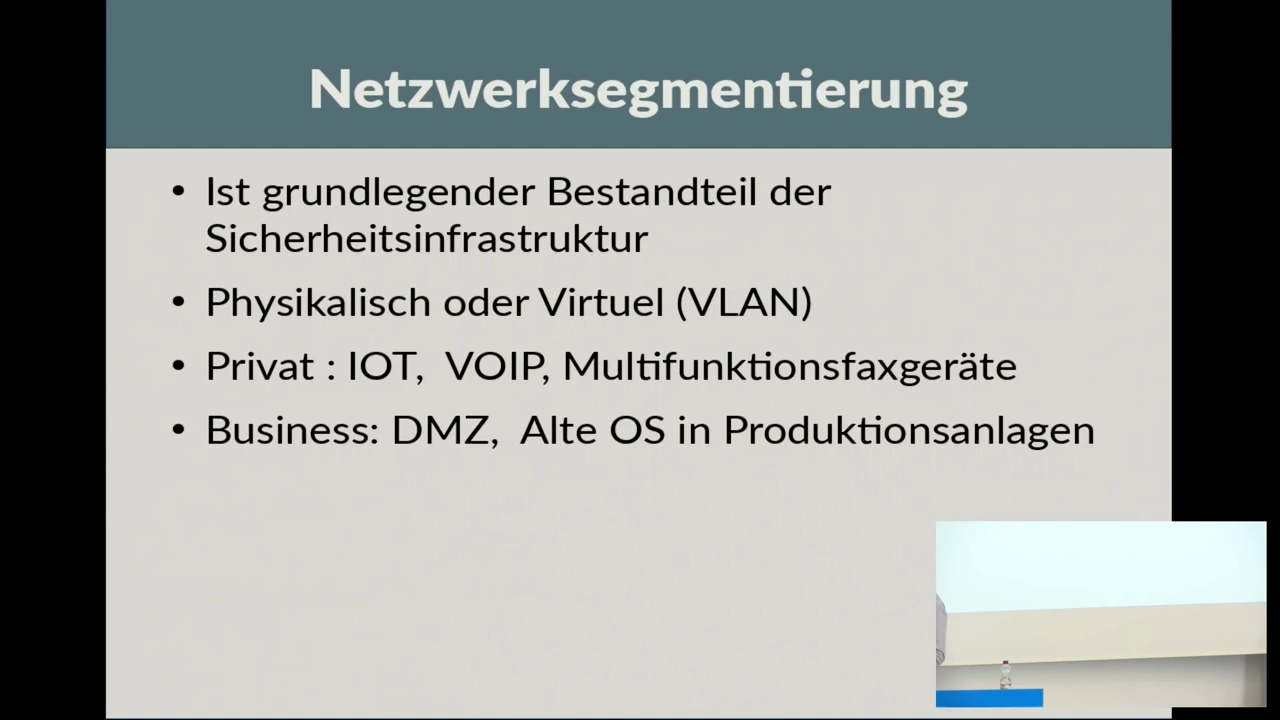 Netzwerksegmentierung
• Ist grundlegender Bestandteil der
Sicherheitsinfrastruktur
• Physikalisch oder Virtuel (VLAN)
• Privat : IOT,  VOIP, Multifunktionsfaxgeräte
• Business: DMZ,  Alte OS in Produktionsanlagen